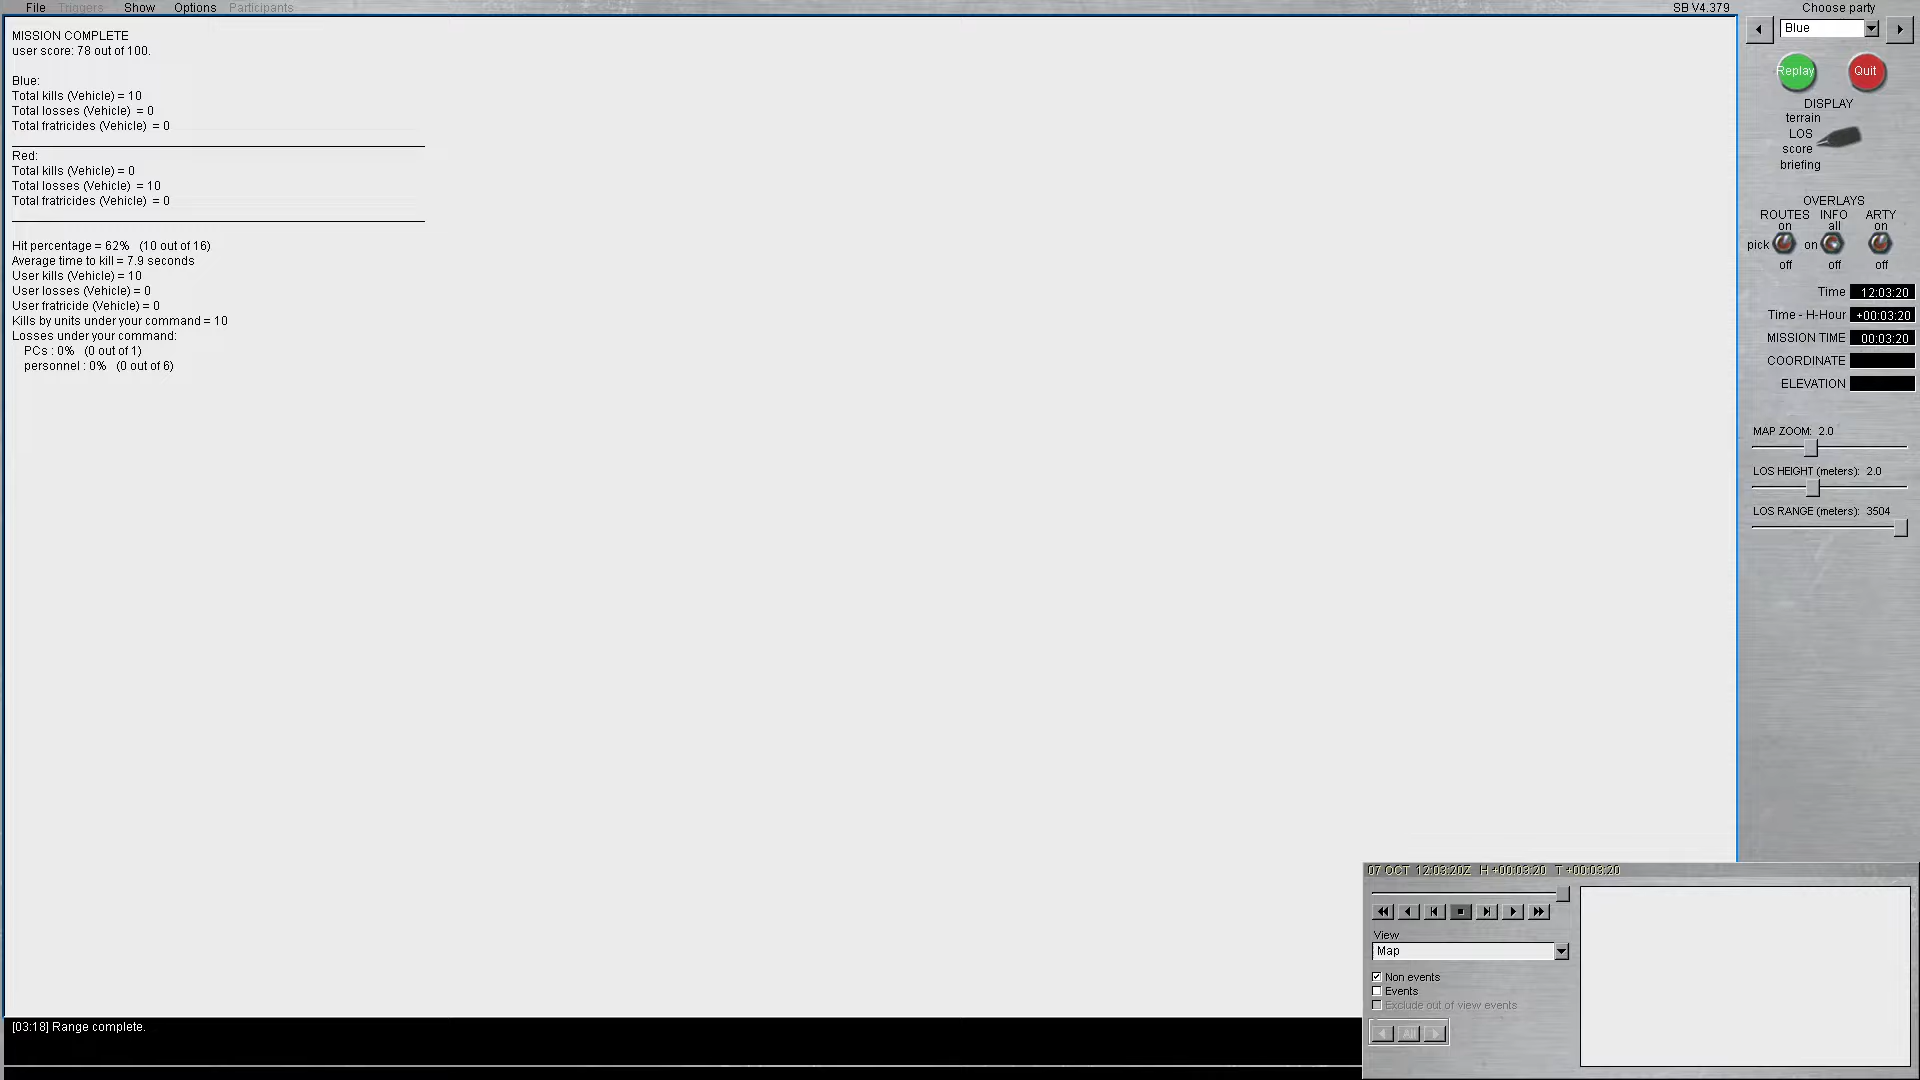 File Triggers Show Options Participants SB V4.379
MISSION COMPLETE
user score: 78 out of 100.
Blue:
Total kills (Vehicle) = 10
Total losses (Vehicle) = 0
Total fratricides (Vehicle) = 0
Red:
Total kills (Vehicle) = 0
Total losses (Vehicle) = 10
Total fratricides (Vehicle) = 0
Hit percentage = 62% (10 out of 16)
Average time to kill = 7.9 seconds
User kills (Vehicle) = 10
User losses (Vehicle) = 0
User fratricide (Vehicle) = 0
Kills by units under your command = 10
Losses under your command:
PCs : 0% (0 out of 1)
personnel : 0% (0 out of 6)
[03:18] Range complete.
Choose party
Blue
Replay Quit
DISPLAY
terrain
LOS
score
briefing
OVERLAYS
ROUTES INFO ARTY
on all on
pick on
off off off
Time 12:03:20
Time - H-Hour +00:03:20
MISSION TIME 00:03:20
COORDINATE
ELEVATION
MAP ZOOM: 2.0
LOS HEIGHT (meters): 2.0
LOS RANGE (meters): 3504
07 OCT 12:03:20Z H +00:03:20 T +00:03:20
View
Map
Non events
Events
Exclude out of view events
All